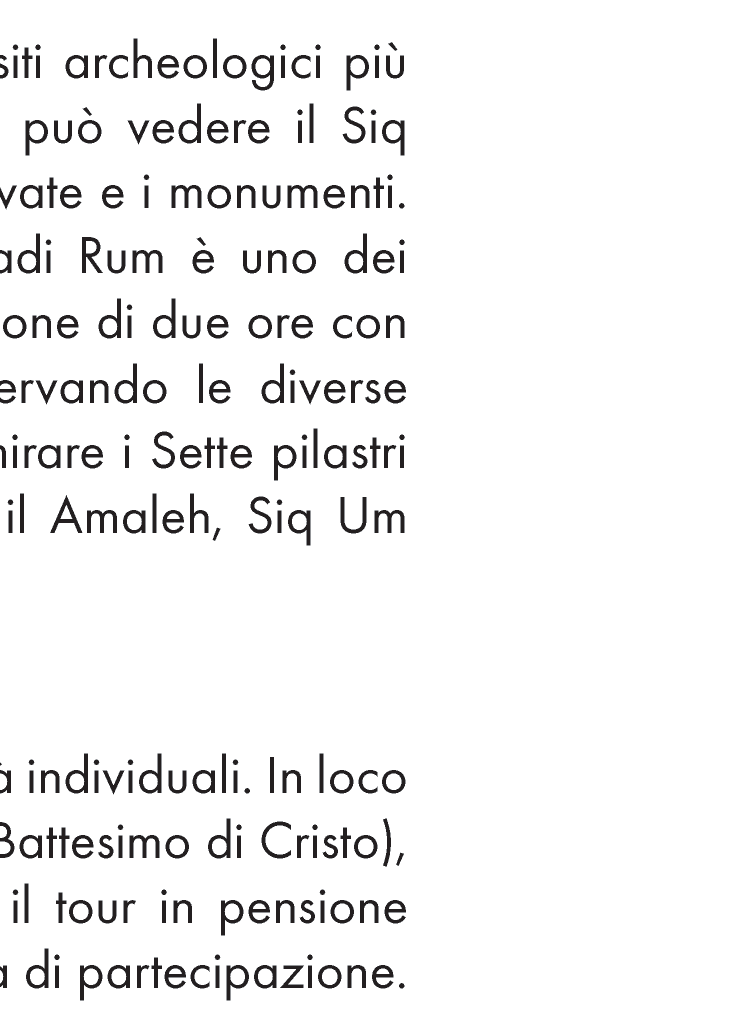 siti archeologici più
può vedere il Siq
vate e i monumenti.
adi Rum è uno dei
one di due ore con
ervando le diverse
irare i Sette pilastri
il Amaleh, Siq Um
à individuali. In loco
Battesimo di Cristo),
il tour in pensione
a di partecipazione.